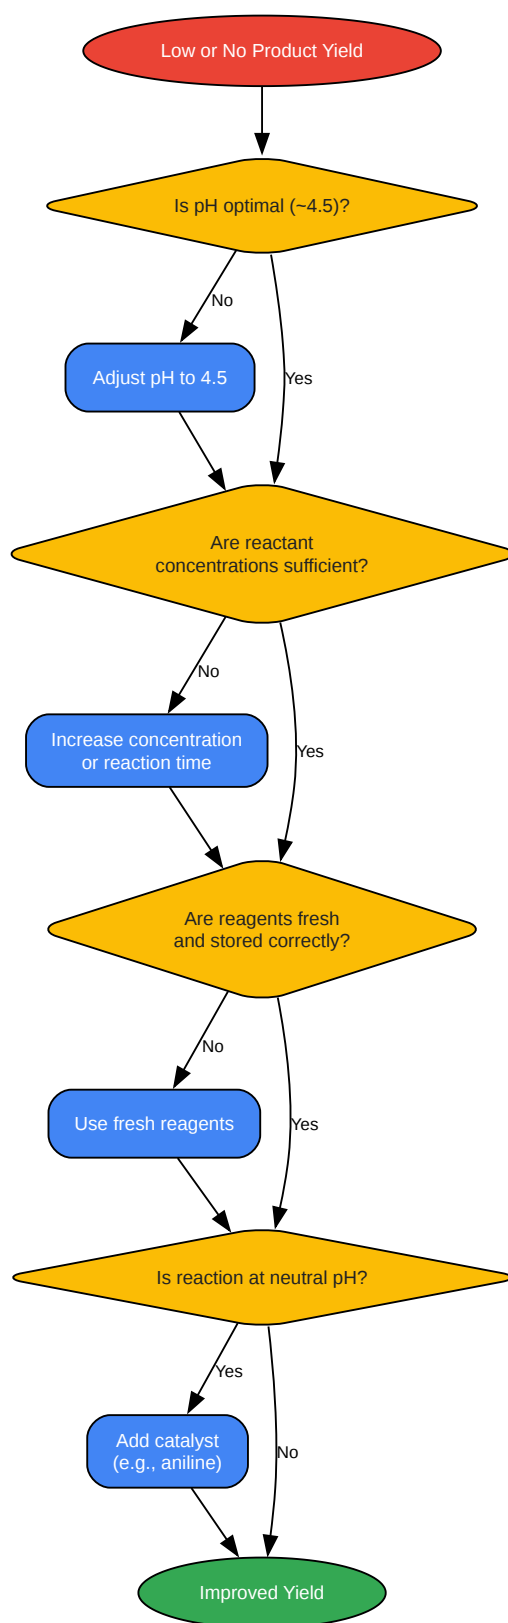 Low or No Product Yield
Is pH optimal (~4.5)?
No
Adjust pH to 4.5
Yes
Are reactant
concentrations sufficient?
No
Increase concentration
or reaction time
Yes
Are reagents fresh
and stored correctly?
No
Use fresh reagents
Yes
Is reaction at neutral pH?
Yes
Add catalyst
(e.g., aniline)
No
Improved Yield